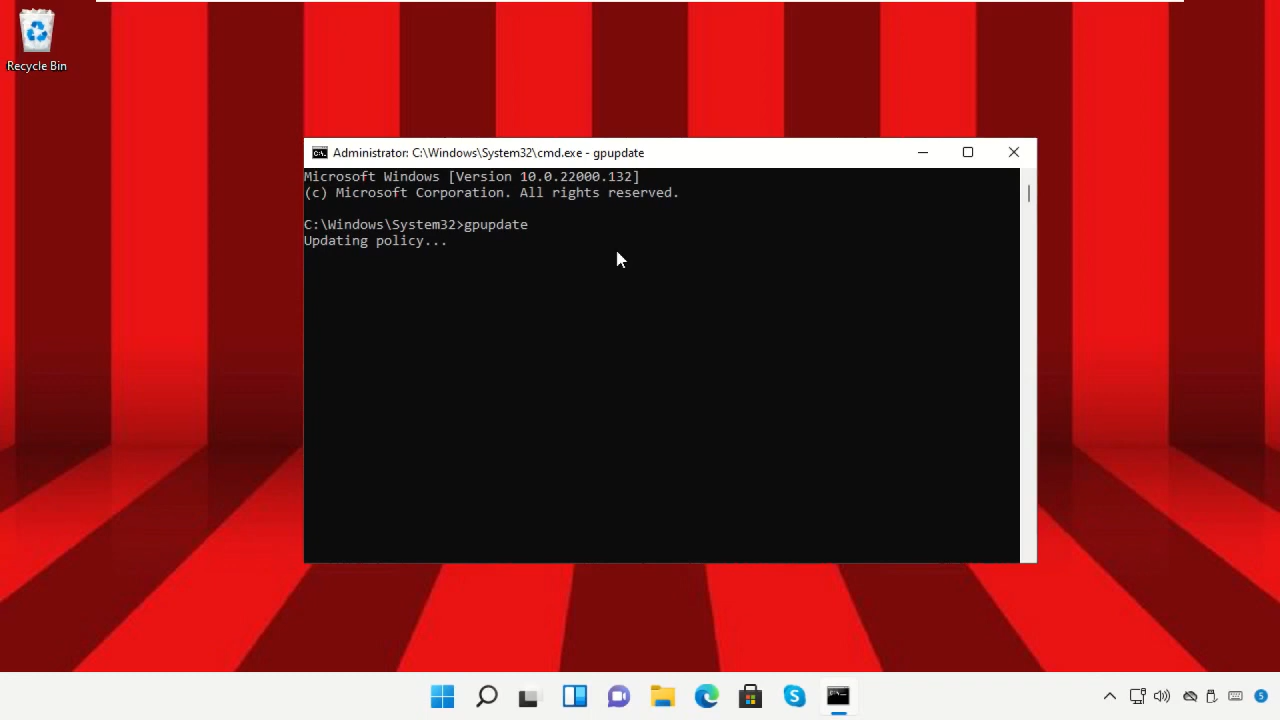 Recycle Bin
Administrator: C:\Windows\System32\cmd.exe - gpupdate
Microsoft Windows [Version 10.0.22000.132]
(c) Microsoft Corporation. All rights reserved.
C:\Windows\System32>gpupdate
Updating policy...
5